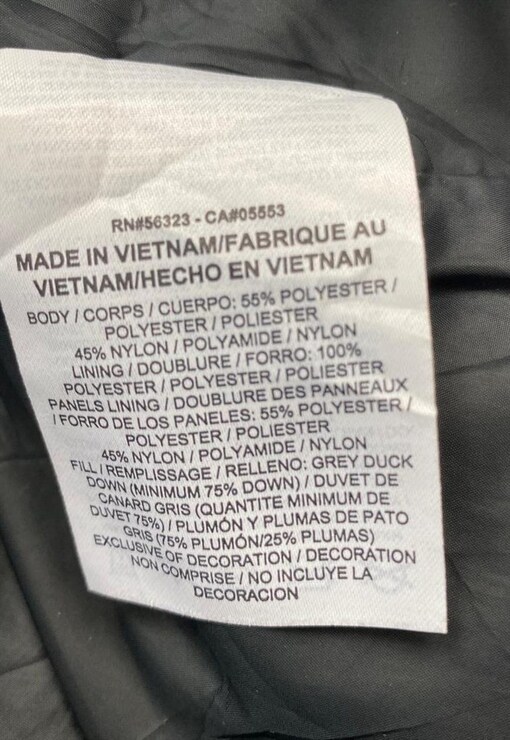 RN#56323 - CA#05553
MADE IN VIETNAM/FABRIQUE AU
VIETNAM/HECHO EN VIETNAM
BODY / CORPS / CUERPO: 55% POLYESTER /
POLYESTER / POLIESTER
45% NYLON / POLYAMIDE / NYLON
LINING / DOUBLURE / FORRO: 100%
POLYESTER / POLYESTER / POLIESTER
PANELS LINING / DOUBLURE DES PANNEAUX
/ FORRO DE LOS PANELES: 55% POLYESTER /
POLYESTER / POLIESTER
45% NYLON / POLYAMIDE / NYLON
FILL / REMPLISSAGE / RELLENO: GREY DUCK
DOWN (MINIMUM 75% DOWN) / DUVET DE
CANARD GRIS (QUANTITE MINIMUM DE
DUVET 75%) / PLUMÓN Y PLUMAS DE PATO
GRIS (75% PLUMÓN/25% PLUMAS)
EXCLUSIVE OF DECORATION / DECORATION
NON COMPRISE / NO INCLUYE LA
DECORACION